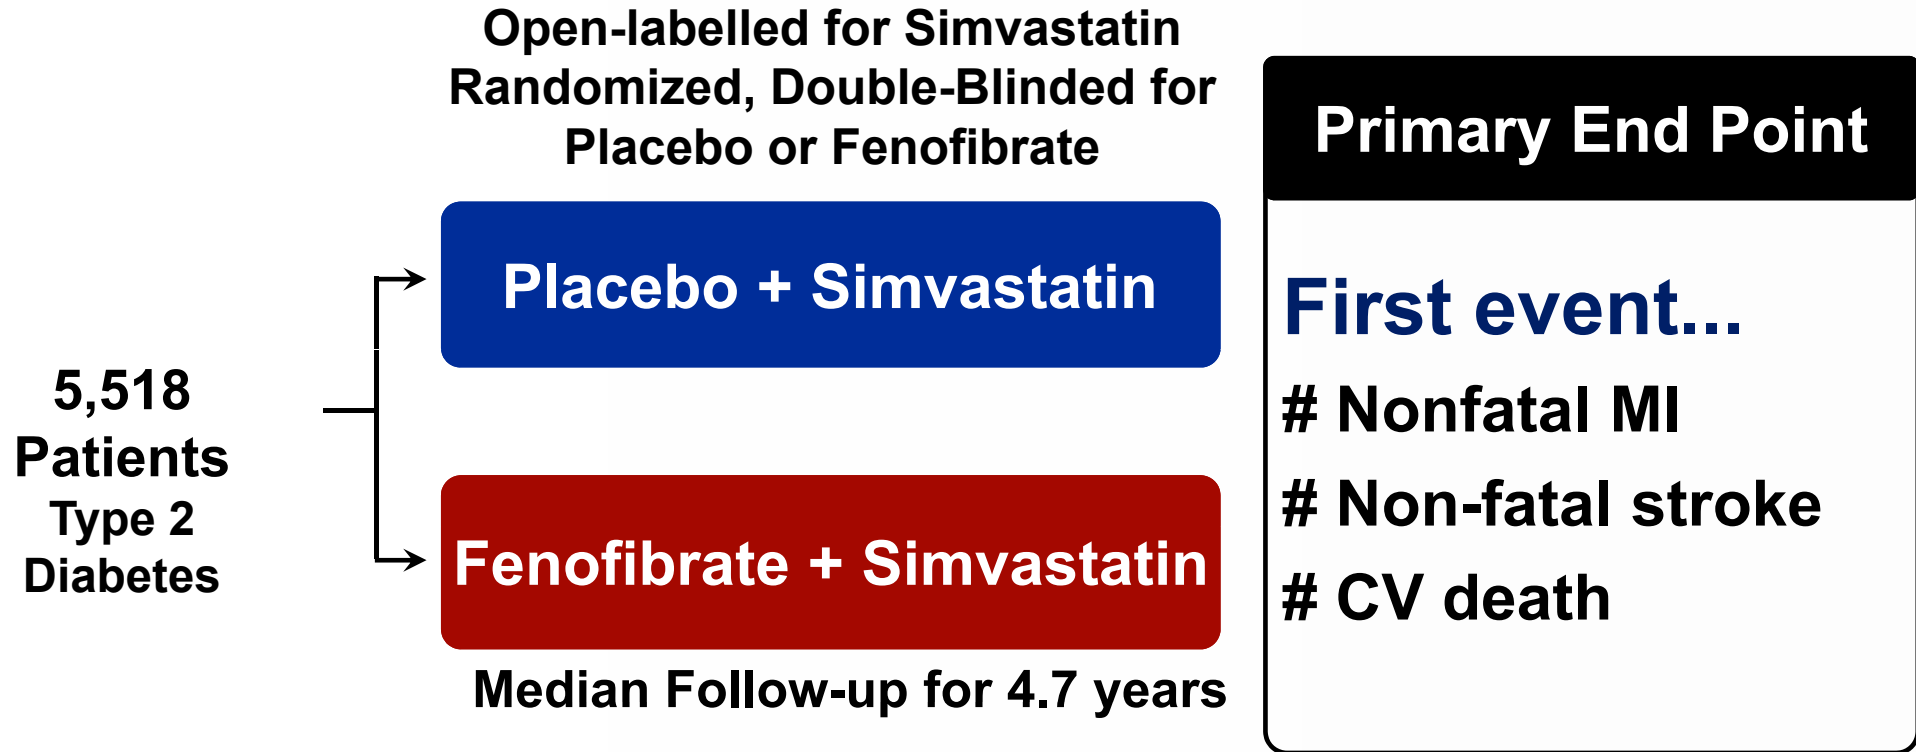 Open-labelled for Simvastatin
Randomized, Double-Blinded for
Placebo or Fenofibrate
5,518
Patients
Type 2
Diabetes
Placebo + Simvastatin
Fenofibrate + Simvastatin
Median Follow-up for 4.7 years
Primary End Point
First event...
# Nonfatal MI
# Non-fatal stroke
# CV death